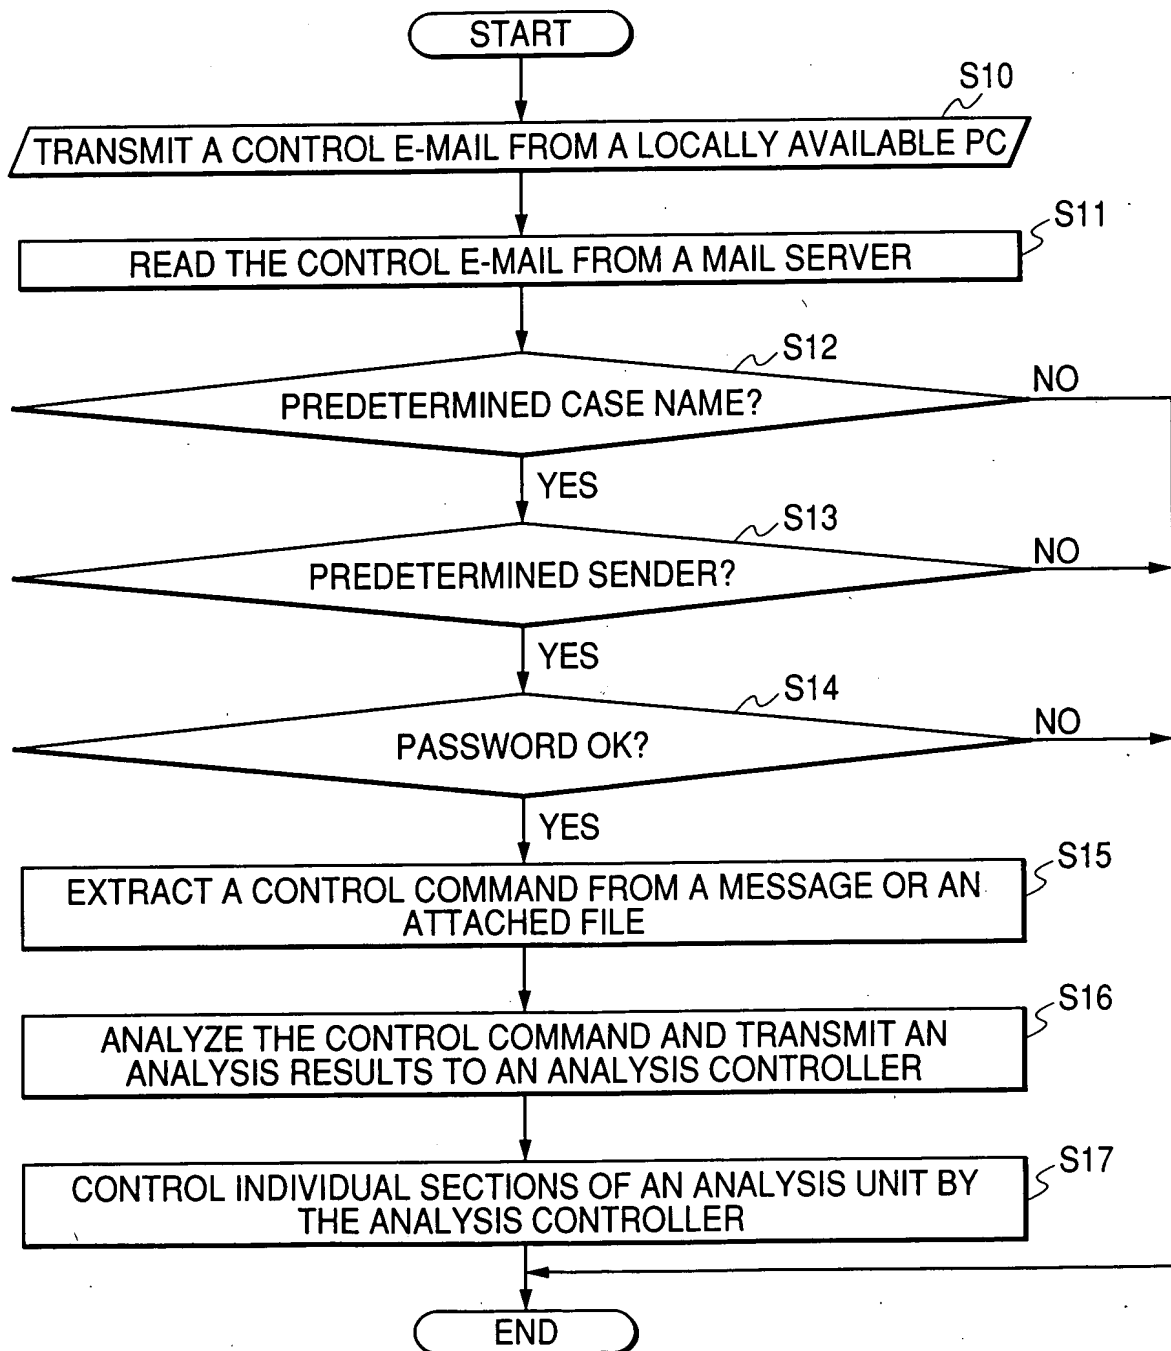 START
S10
TRANSMIT A CONTROL E-MAIL FROM A LOCALLY AVAILABLE PC
S11
READ THE CONTROL E-MAIL FROM A MAIL SERVER
S12
PREDETERMINED CASE NAME?
NO
YES
S13
PREDETERMINED SENDER?
NO
YES
S14
PASSWORD OK?
NO
YES
S15
EXTRACT A CONTROL COMMAND FROM A MESSAGE OR AN
ATTACHED FILE
S16
ANALYZE THE CONTROL COMMAND AND TRANSMIT AN
ANALYSIS RESULTS TO AN ANALYSIS CONTROLLER
S17
CONTROL INDIVIDUAL SECTIONS OF AN ANALYSIS UNIT BY
THE ANALYSIS CONTROLLER
END